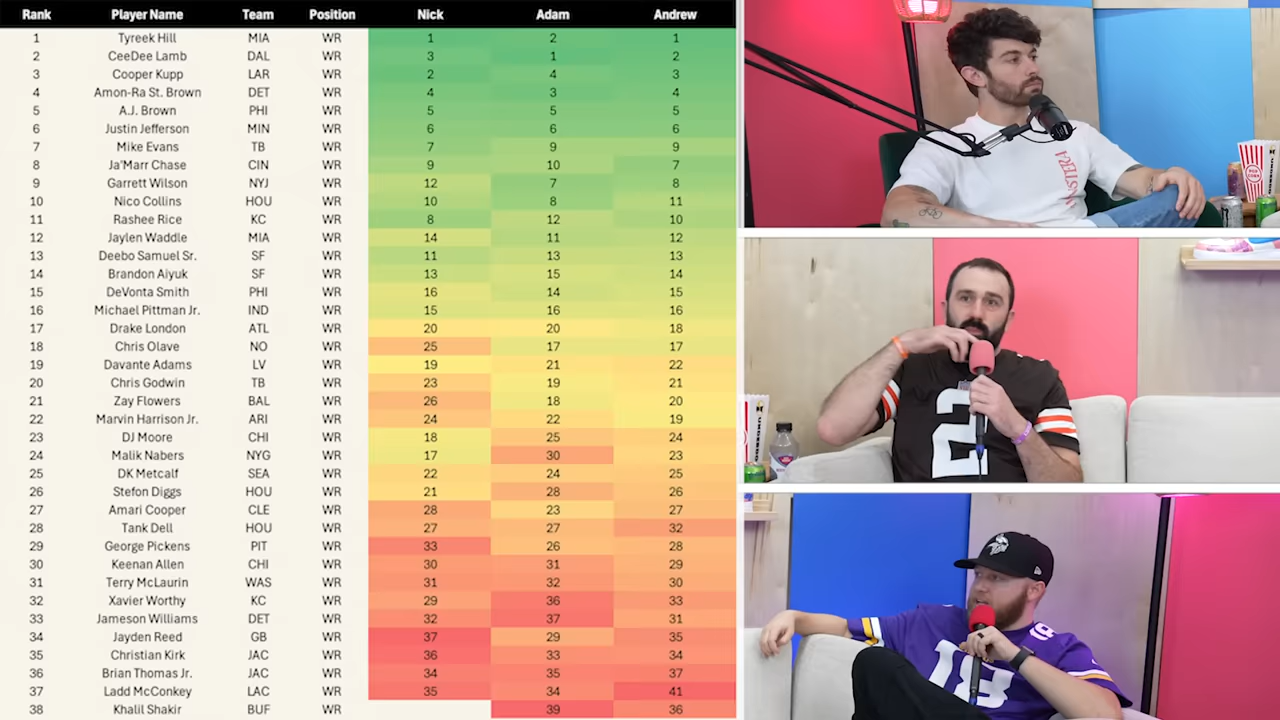 Rank Player Name Team Position Nick Adam Andrew
1 Tyreek Hill MIA WR 1 2 1
2 CeeDee Lamb DAL WR 3 1 2
3 Cooper Kupp LAR WR 2 4 3
4 Amon-Ra St. Brown DET WR 4 3 4
5 A.J. Brown PHI WR 5 5 5
6 Justin Jefferson MIN WR 6 6 6
7 Mike Evans TB WR 7 9 9
8 Ja'Marr Chase CIN WR 9 10 7
9 Garrett Wilson NYJ WR 12 7 8
10 Nico Collins HOU WR 10 8 11
11 Rashee Rice KC WR 8 12 10
12 Jaylen Waddle MIA WR 14 11 12
13 Deebo Samuel Sr. SF WR 11 13 13
14 Brandon Aiyuk SF WR 13 15 14
15 DeVonta Smith PHI WR 16 14 15
16 Michael Pittman Jr. IND WR 15 16 16
17 Drake London ATL WR 20 20 18
18 Chris Olave NO WR 25 17 17
19 Davante Adams LV WR 19 21 22
20 Chris Godwin TB WR 23 19 21
21 Zay Flowers BAL WR 26 18 20
22 Marvin Harrison Jr. ARI WR 24 22 19
23 DJ Moore CHI WR 18 25 24
24 Malik Nabers NYG WR 17 30 23
25 DK Metcalf SEA WR 22 24 25
26 Stefon Diggs HOU WR 21 28 26
27 Amari Cooper CLE WR 28 23 27
28 Tank Dell HOU WR 27 27 32
29 George Pickens PIT WR 33 26 28
30 Keenan Allen CHI WR 30 31 29
31 Terry McLaurin WAS WR 31 32 30
32 Xavier Worthy KC WR 29 36 33
33 Jameson Williams DET WR 32 37 31
34 Jayden Reed GB WR 37 29 35
35 Christian Kirk JAC WR 36 33 34
36 Brian Thomas Jr. JAC WR 34 35 37
37 Ladd McConkey LAC WR 35 34 41
38 Khalil Shakir BUF WR 39 36
POP CORN
2
18
18